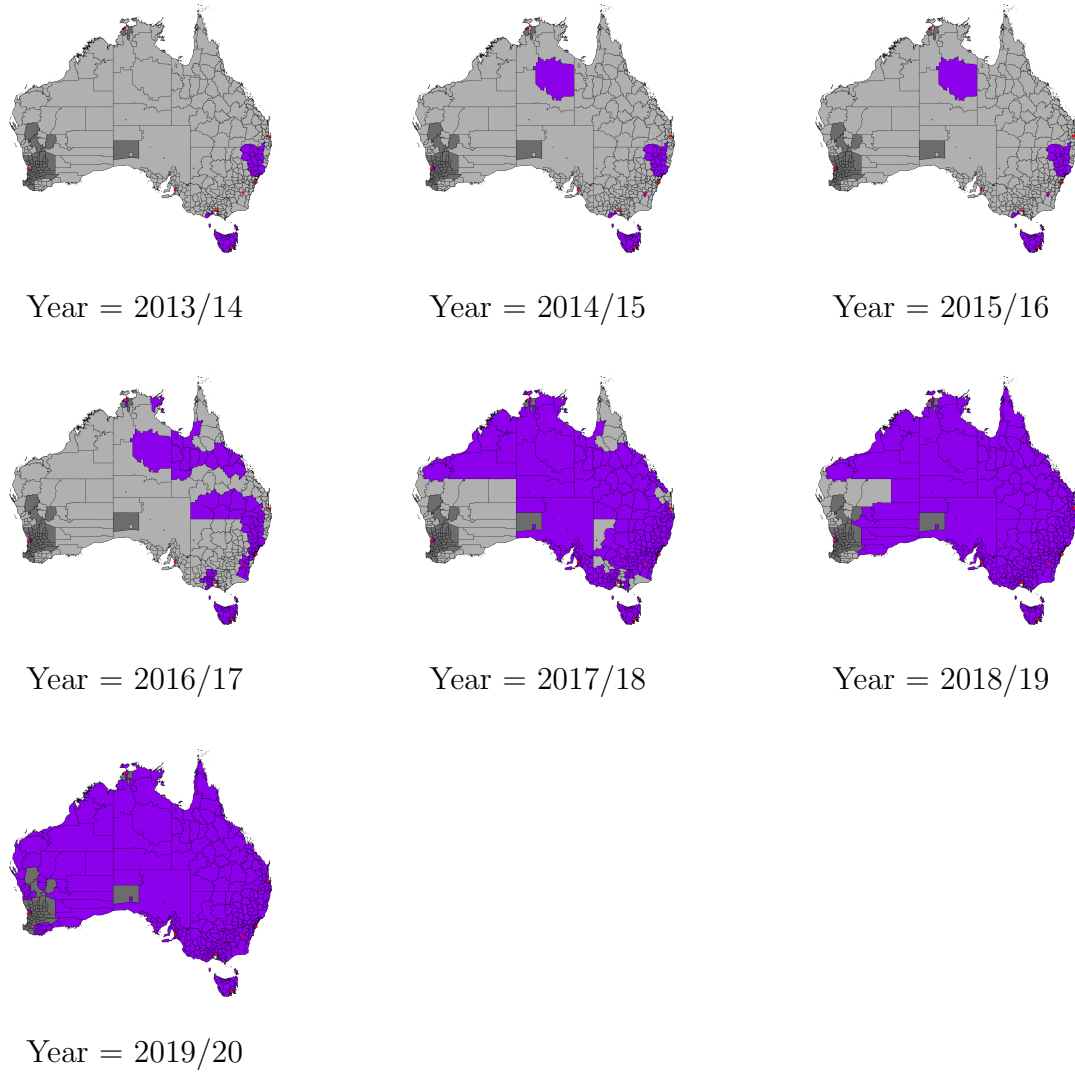 Year = 2013/14
Year = 2014/15
Year = 2015/16
Year = 2016/17
Year = 2017/18
Year = 2018/19
Year = 2019/20